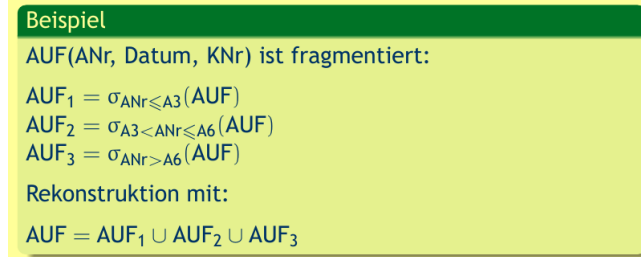 Beispiel
AUF(ANr, Datum, KNr) ist fragmentiert:
AUF₁ = σ_ANr⩽A3(AUF)
AUF₂ = σ_A3<ANr⩽A6(AUF)
AUF₃ = σ_ANr>A6(AUF)
Rekonstruktion mit:
AUF = AUF₁ ∪ AUF₂ ∪ AUF₃